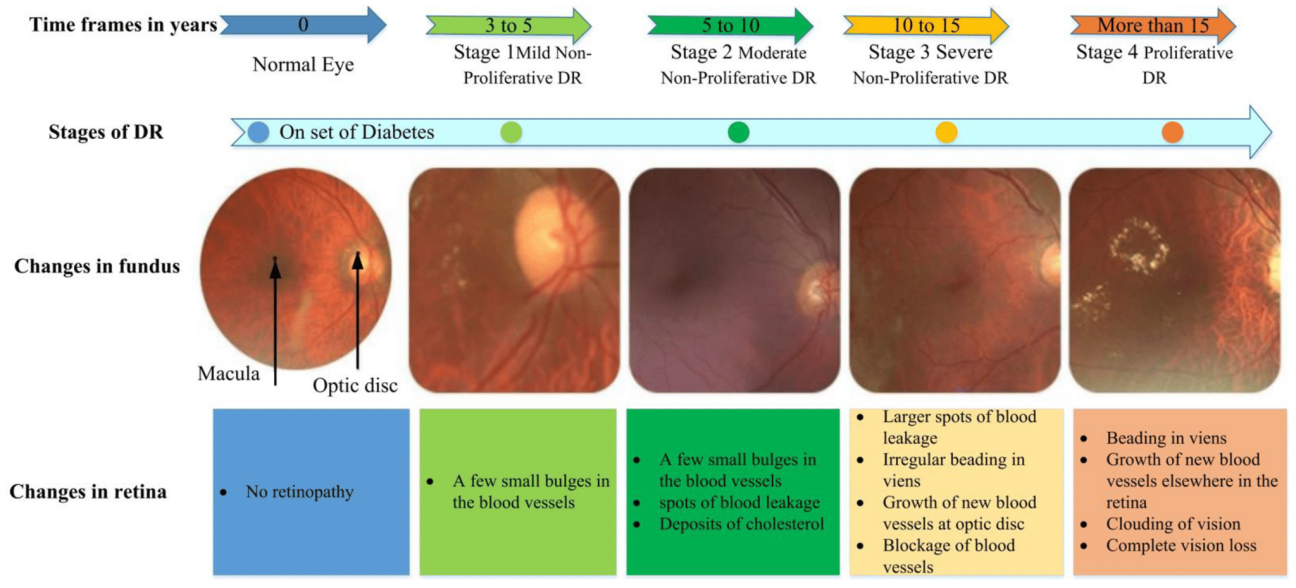 Time frames in years
0
3 to 5
5 to 10
10 to 15
More than 15
Normal Eye
Stage 1 Mild Non-
Proliferative DR
Stage 2 Moderate
Non-Proliferative DR
Stage 3 Severe
Non-Proliferative DR
Stage 4 Proliferative
DR
Stages of DR
On set of Diabetes
Changes in fundus
Macula
Optic disc
Changes in retina
• No retinopathy
• A few small bulges in
the blood vessels
• A few small bulges in
the blood vessels
• spots of blood leakage
• Deposits of cholesterol
• Larger spots of blood
leakage
• Irregular beading in
viens
• Growth of new blood
vessels at optic disc
• Blockage of blood
vessels
• Beading in viens
• Growth of new blood
vessels elsewhere in the
retina
• Clouding of vision
• Complete vision loss